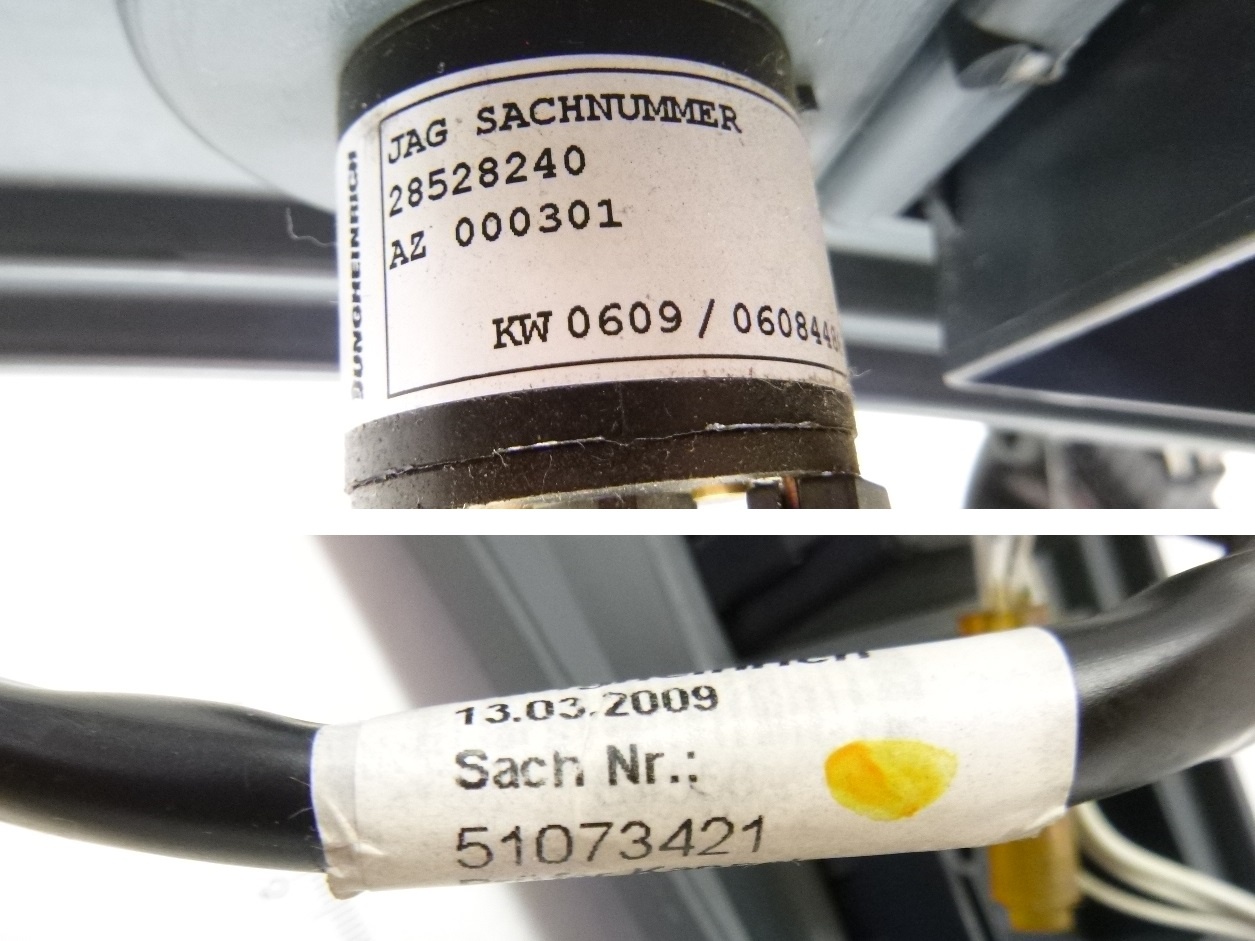 JUNGHEINRICH
JAG SACHNUMMER
28528240
AZ 000301
KW 0609 / 060844
13.03.2009
Sach Nr.:
51073421